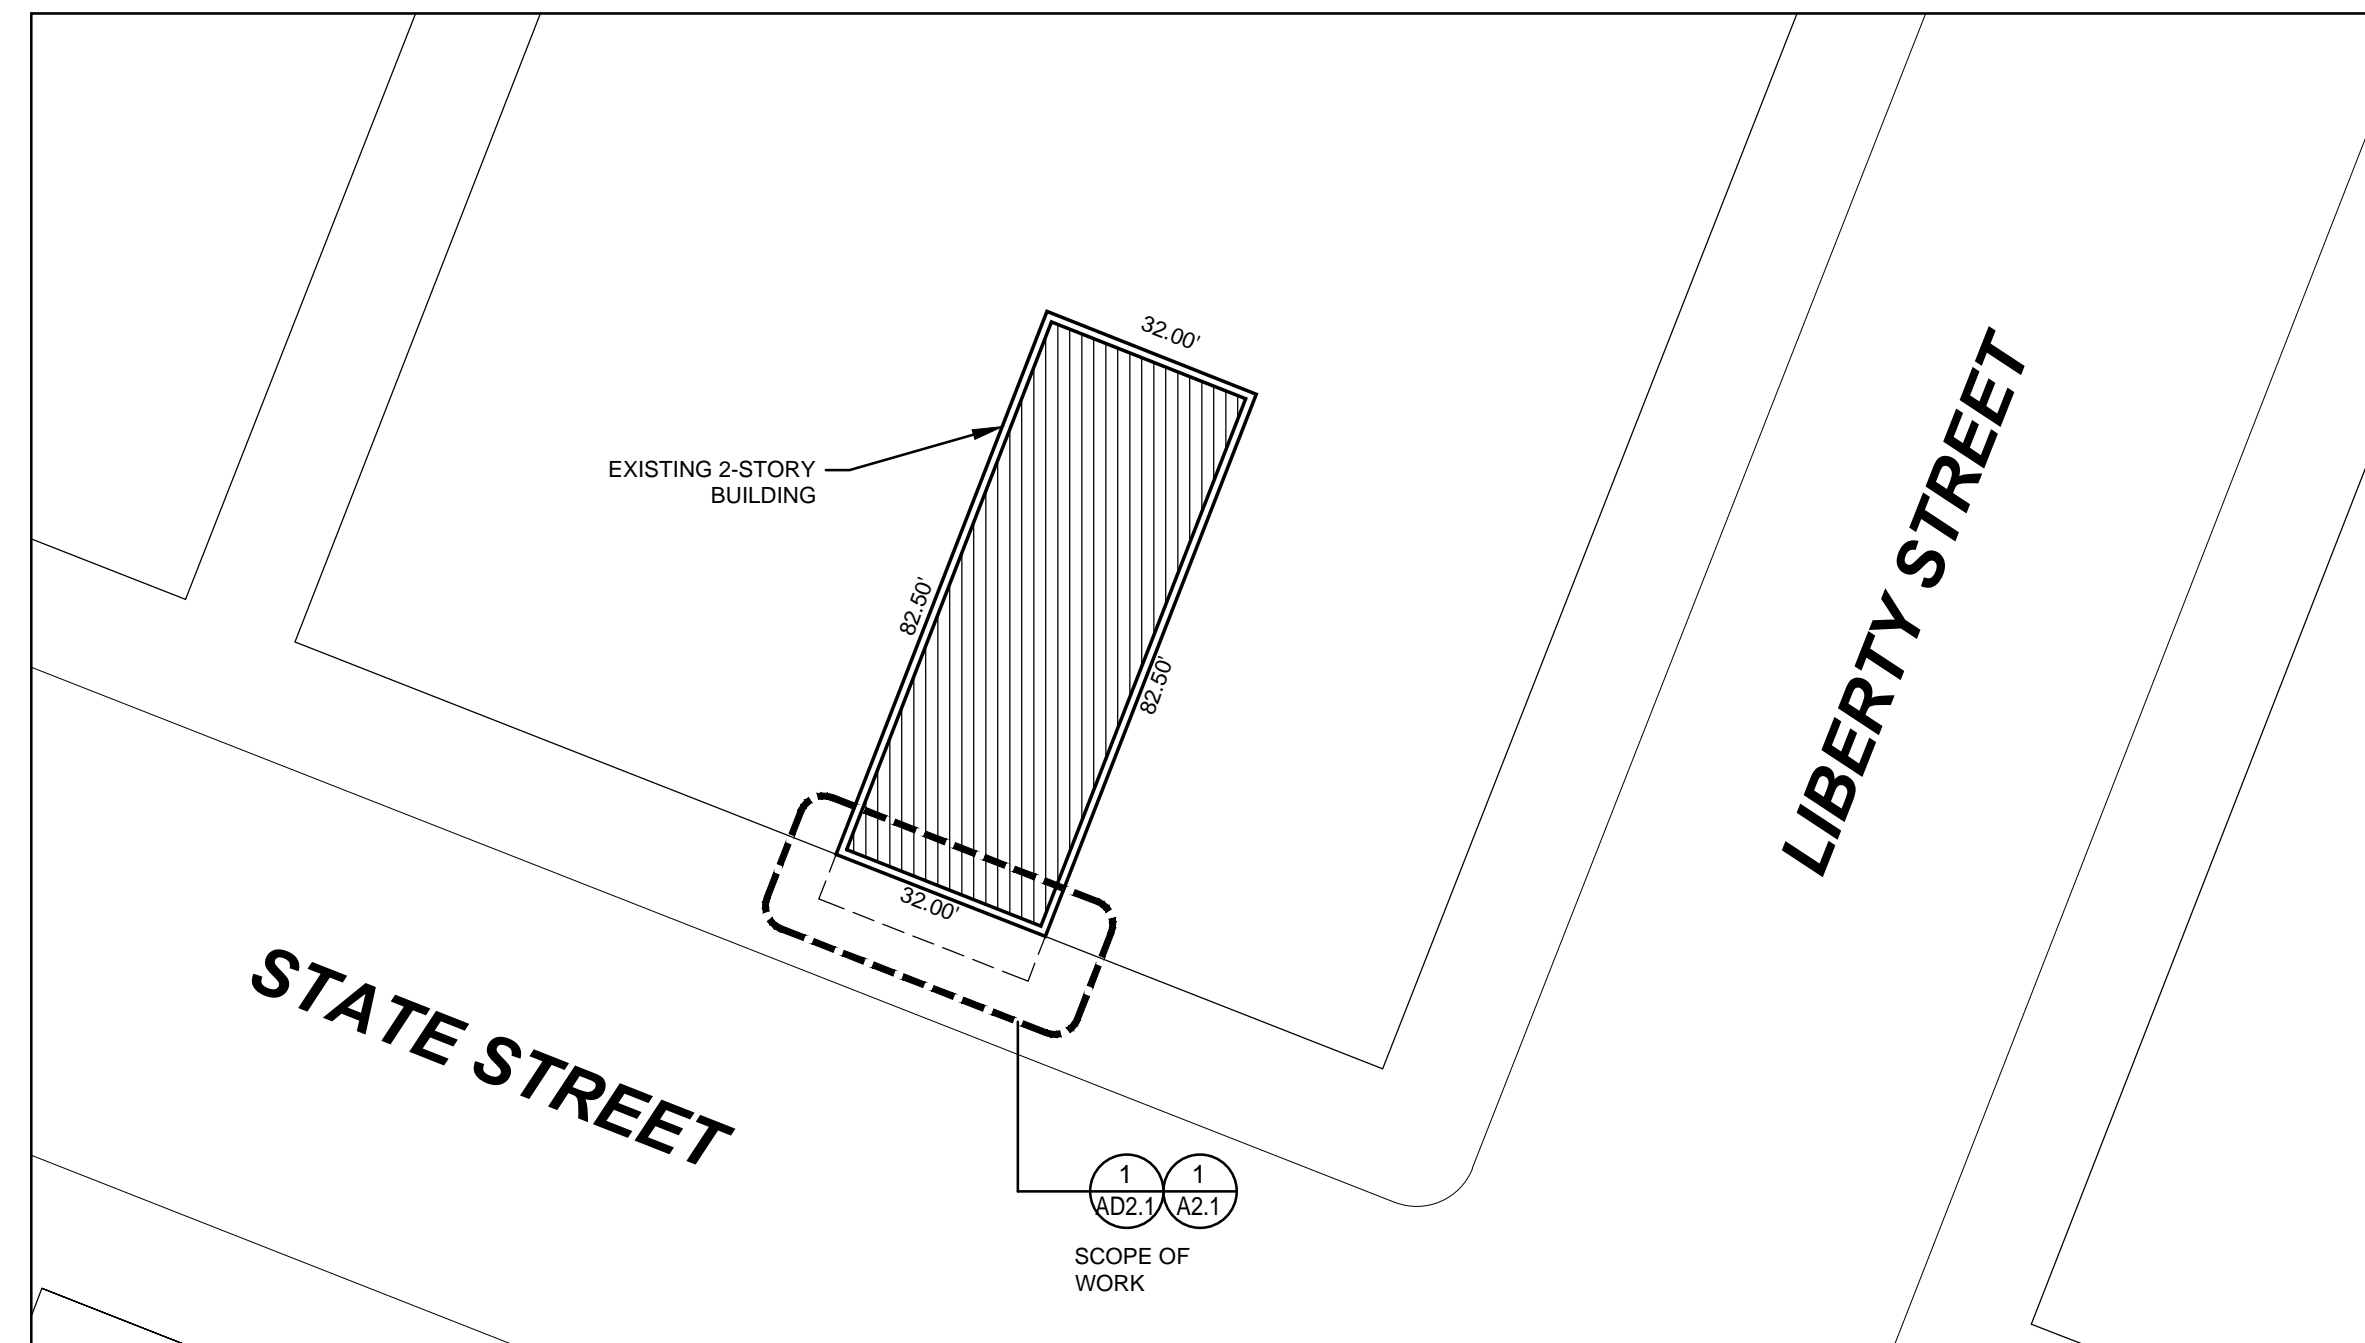 32.00'
EXISTING 2-STORY
BUILDING
82.50'
82.50'
32.00'
LIBERTY STREET
STATE STREET
1
AD2.1
1
A2.1
SCOPE OF
WORK